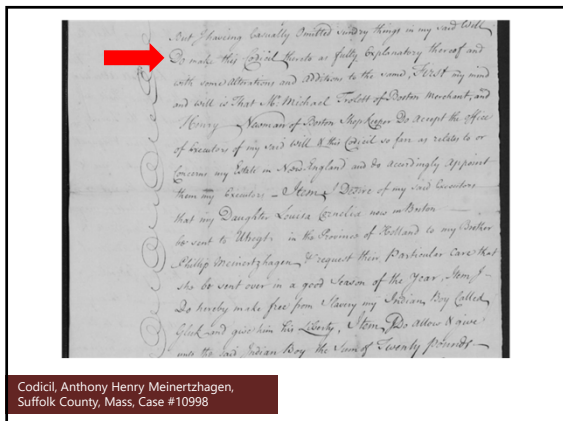 But I having Casually Omitted sundry things in my said Will
Do make this Codicil thereto as fully Explanatory thereof and
with some Alterations and Additions to the same, First my mind
and will is That Mr. Michael Trolett of Boston Merchant, and
Henry Newman of Boston Shop Keeper Do Accept the Office
of Executors of my said Will & this Codicil so farr as relates to or
Concerns my Estate in New England and do accordingly appoint
them my Executors - Item I Desire of my said Executors
that my Daughter Louisa Cornelia now in Boston
be sent to in the Province of Holland to my Brother
Phillip Meinertzhagen & request their Particular Care that
she be sent over in a good Season of the Year, Item I
Do hereby make free from Slavery my Indian Boy Called
and give him His Liberty, Item, I Do allow & give
unto the said Indian Boy the Sum of Twenty Pounds
Codicil, Anthony Henry Meinertzhagen,
Suffolk County, Mass, Case #10998